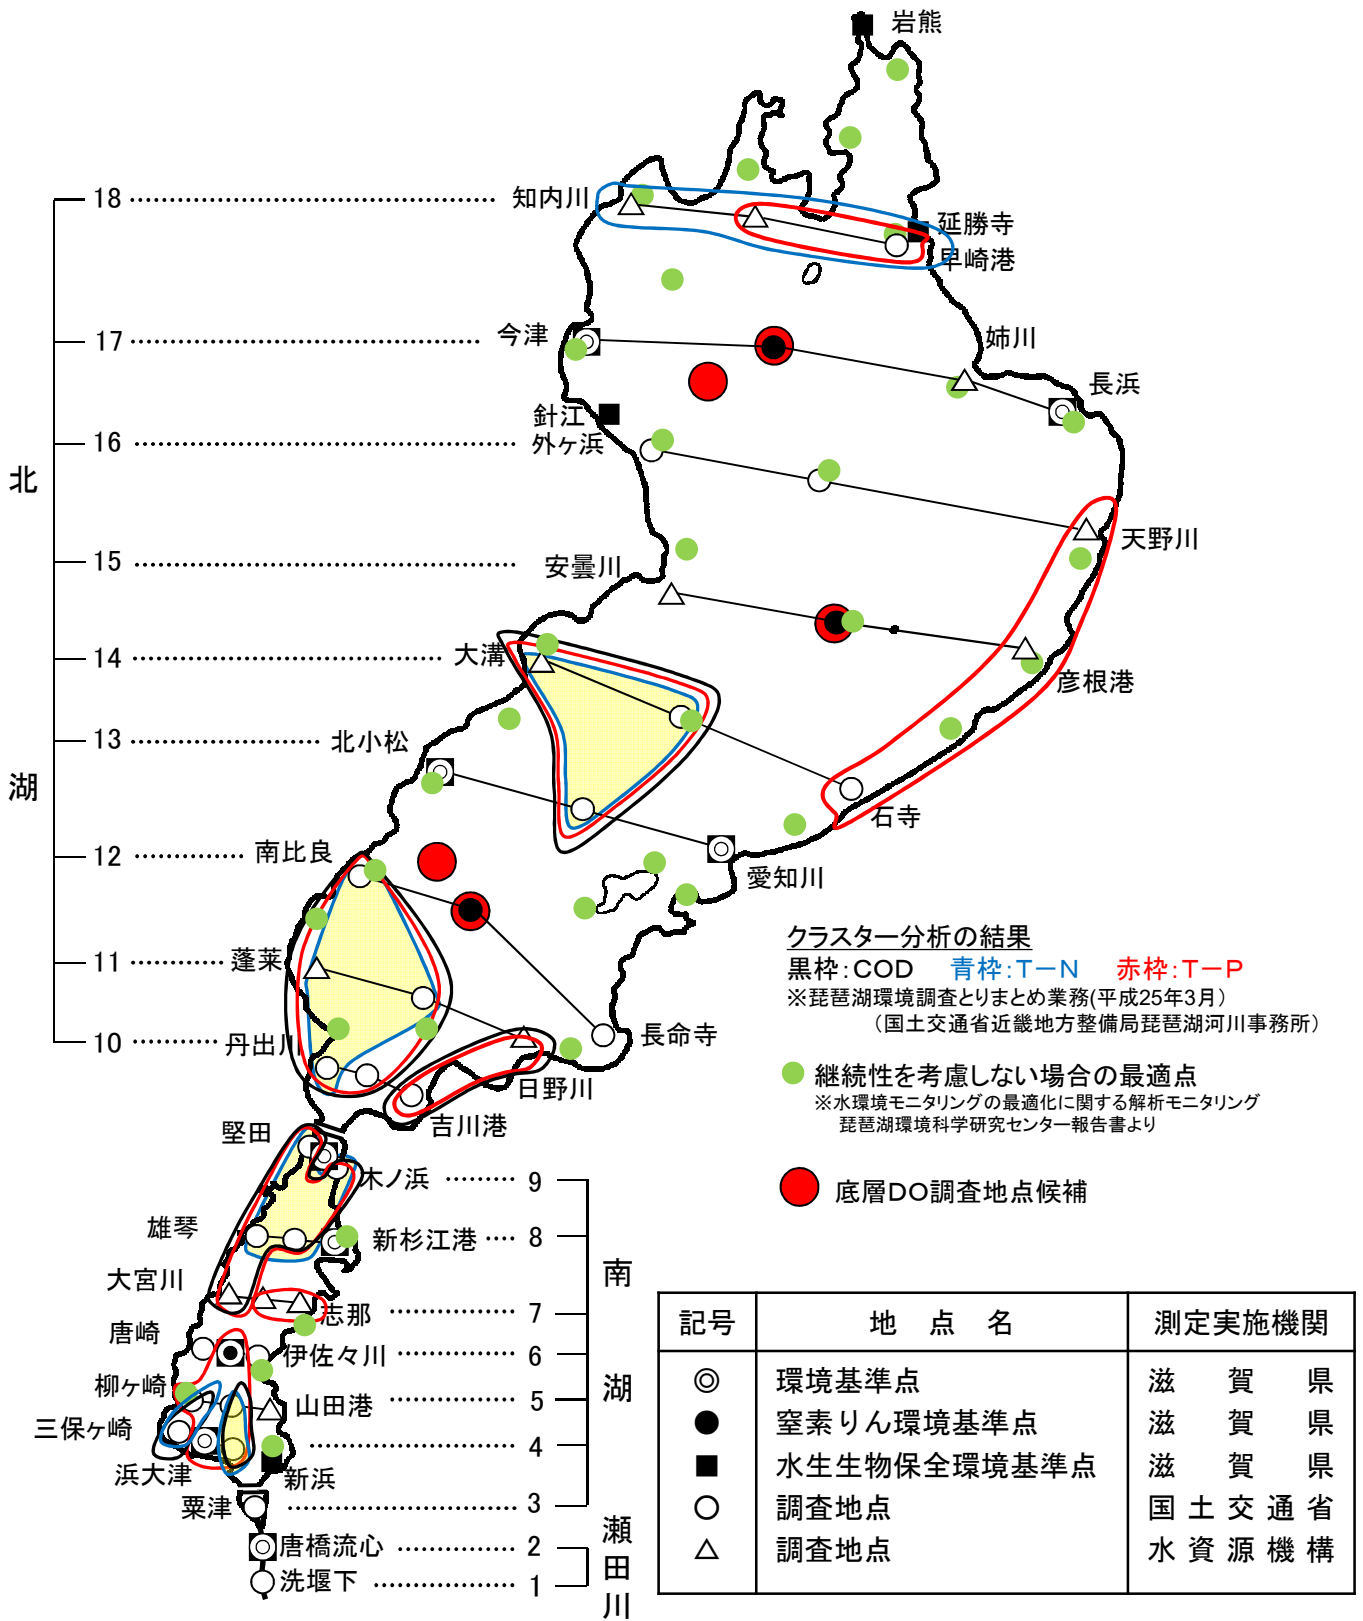 岩熊
18 知内川
延勝寺
早崎港
17 今津
姉川
長浜
針江
16 外ヶ浜
北
天野川
15 安曇川
14 大溝
彦根港
13 北小松
湖
石寺
12 南比良
愛知川
クラスター分析の結果
11 蓬莱
黒枠:COD 青枠:T-N 赤枠:T-P
※琵琶湖環境調査とりまとめ業務(平成25年3月)
(国土交通省近畿地方整備局琵琶湖河川事務所)
10 丹出川
長命寺
継続性を考慮しない場合の最適点
日野川
※水環境モニタリングの最適化に関する解析モニタリング
琵琶湖環境科学研究センター報告書より
吉川港
堅田
木ノ浜 9
底層DO調査地点候補
雄琴
新杉江港 8
南
大宮川
志那 7
唐崎
伊佐々川 6
湖
柳ヶ崎
山田港 5
三保ヶ崎
4
浜大津
新浜
粟津 3
瀬
唐橋流心 2
田
洗堰下 1
川
記号 地点名 測定実施機関
◎ 環境基準点 滋賀県
● 窒素りん環境基準点 滋賀県
■ 水生生物保全環境基準点 滋賀県
○ 調査地点 国土交通省
△ 調査地点 水資源機構